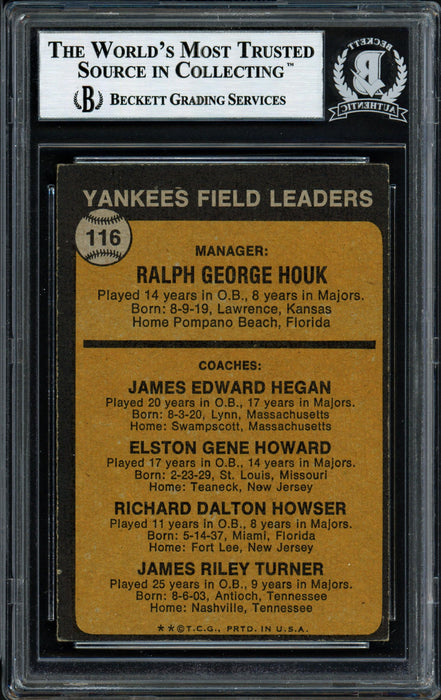 THE WORLD'S MOST TRUSTED
SOURCE IN COLLECTING™
B BECKETT GRADING SERVICES
BECKETT
B
AUTHENTIC
YANKEES FIELD LEADERS
116
MANAGER:
RALPH GEORGE HOUK
Played 14 years in O.B., 8 years in Majors.
Born: 8-9-19, Lawrence, Kansas
Home Pompano Beach, Florida
COACHES:
JAMES EDWARD HEGAN
Played 20 years in O.B., 17 years in Majors.
Born: 8-3-20, Lynn, Massachusetts
Home: Swampscott, Massachusetts
ELSTON GENE HOWARD
Played 17 years in O.B., 14 years in Majors.
Born: 2-23-29, St. Louis, Missouri
Home: Teaneck, New Jersey
RICHARD DALTON HOWSER
Played 11 years in O.B., 8 years in Majors.
Born: 5-14-37, Miami, Florida
Home: Fort Lee, New Jersey
JAMES RILEY TURNER
Played 25 years in O.B., 9 years in Majors.
Born: 8-6-03, Antioch, Tennessee
Home: Nashville, Tennessee
**©T.C.G., PRTD. IN U.S.A.